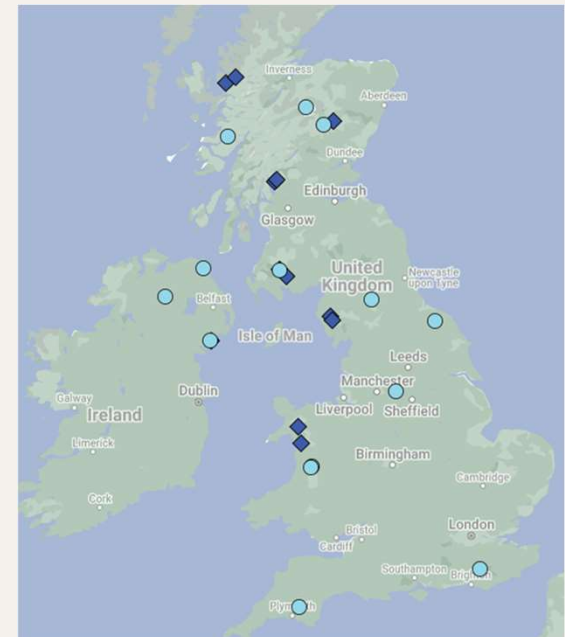 Inverness
Aberdeen
Dundee
Edinburgh
Glasgow
United
Kingdom
Newcastle
upon Tyne
Belfast
Isle of Man
Leeds
Dublin
Manchester
Galway
Ireland
Liverpool
Sheffield
Limerick
Birmingham
Cambridge
Cork
London
Bristol
Cardiff
Southampton